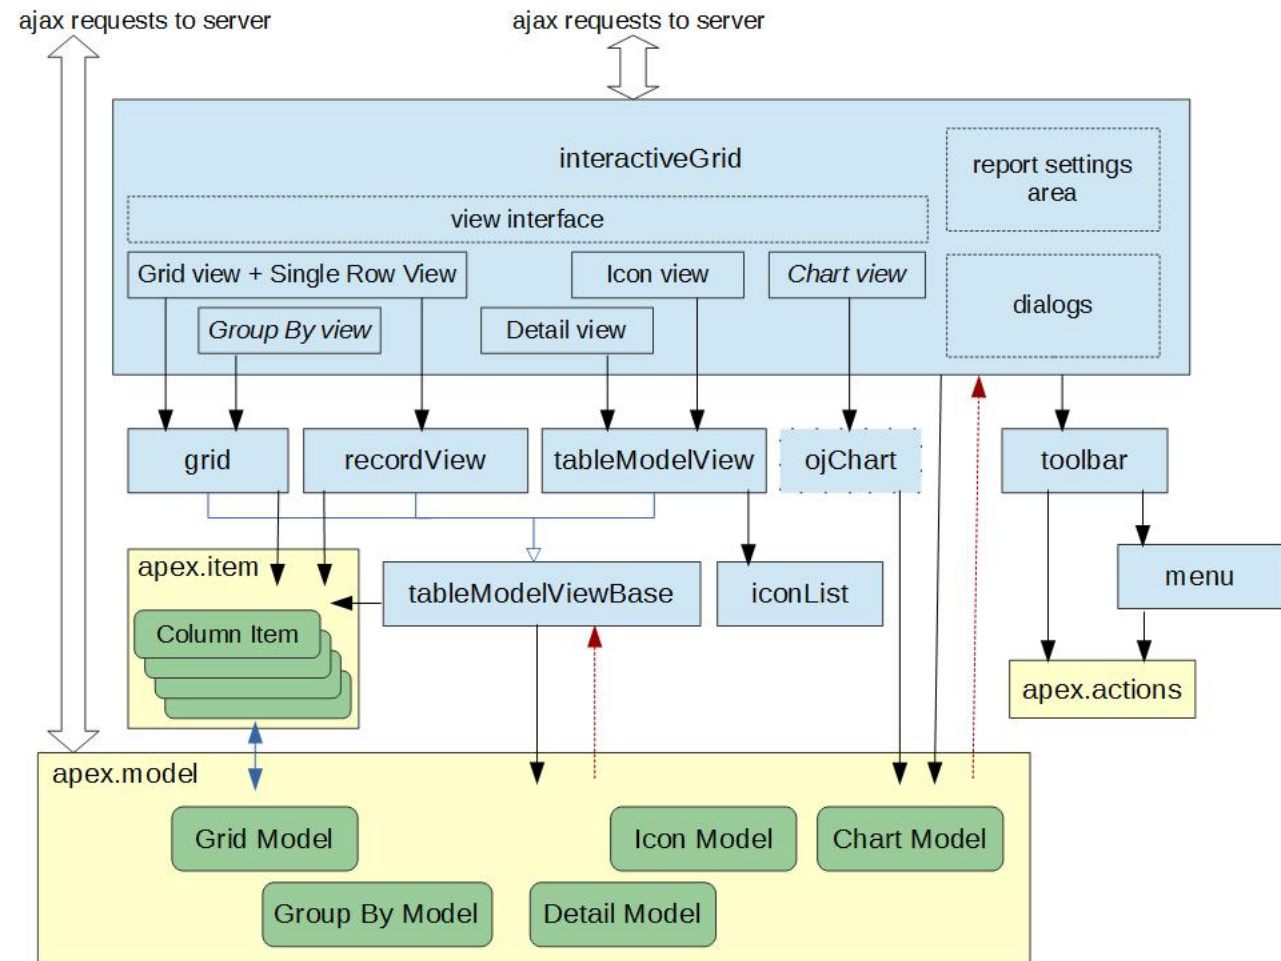 ajax requests to server
ajax requests to server
interactiveGrid
report settings
area
view interface
Grid view + Single Row View
Icon view
Chart view
Group By view
Detail view
dialogs
grid
recordView
tableModelView
ojChart
toolbar
apex.item
tableModelViewBase
iconList
menu
Column Item
apex.actions
apex.model
Grid Model
Icon Model
Chart Model
Group By Model
Detail Model